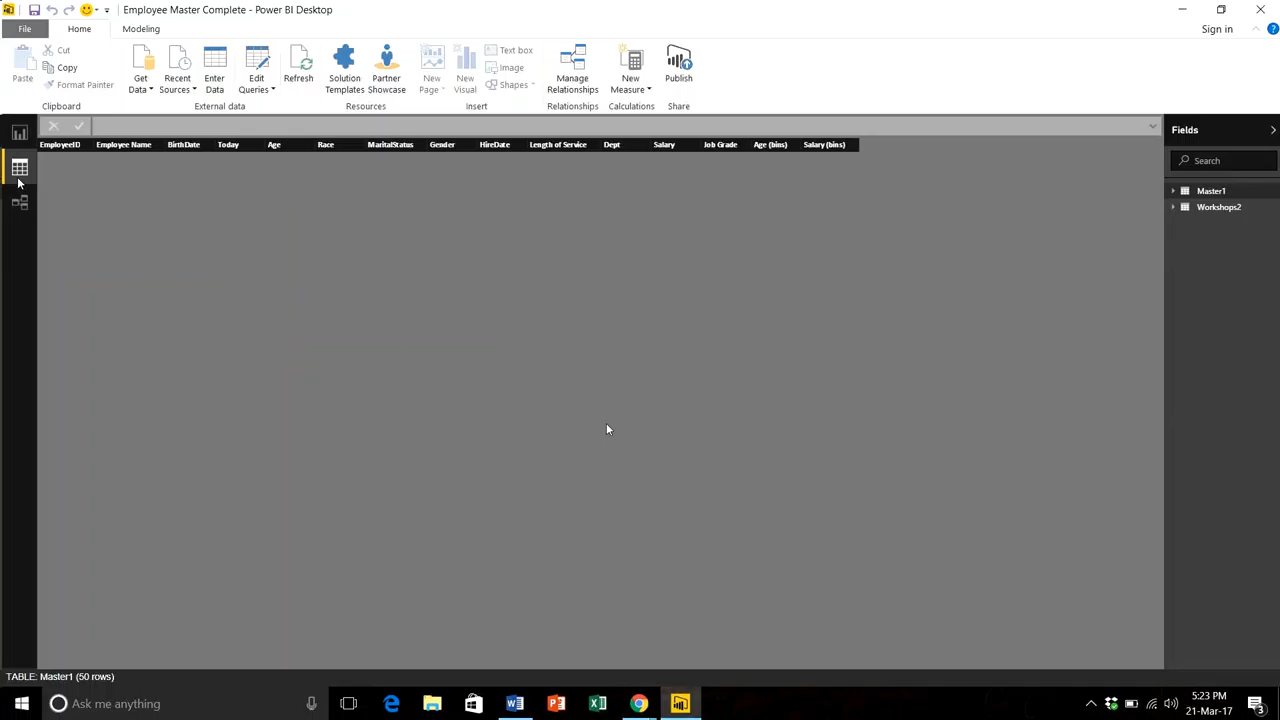 Employee Master Complete - Power BI Desktop
File Home Modeling Sign in
Paste Cut Copy Format Painter
Get Data Recent Sources Enter Data Edit Queries Refresh Solution Templates Partner Showcase New Page New Visual Text box Image Shapes Manage Relationships New Measure Publish
Clipboard External data Resources Insert Relationships Calculations Share
EmployeeID Employee Name BirthDate Today Age Race MaritalStatus Gender HireDate Length of Service Dept Salary Job Grade Age (bins) Salary (bins)
Fields
Search
Master1
Workshops2
TABLE: Master1 (50 rows)
Ask me anything
5:23 PM
21-Mar-17
3